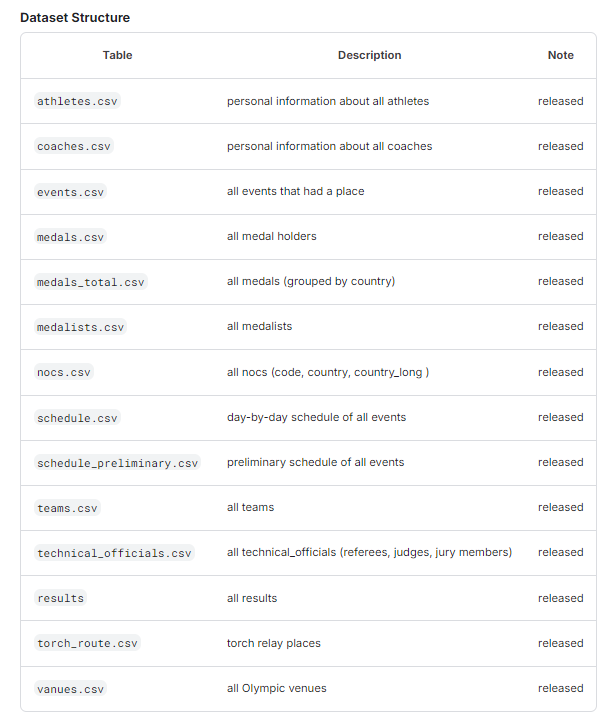 Dataset Structure
Table Description Note
athletes.csv personal information about all athletes released
coaches.csv personal information about all coaches released
events.csv all events that had a place released
medals.csv all medal holders released
medals_total.csv all medals (grouped by country) released
medalists.csv all medalists released
nocs.csv all nocs (code, country, country_long ) released
schedule.csv day-by-day schedule of all events released
schedule_preliminary.csv preliminary schedule of all events released
teams.csv all teams released
technical_officials.csv all technical_officials (referees, judges, jury members) released
results all results released
torch_route.csv torch relay places released
vanues.csv all Olympic venues released